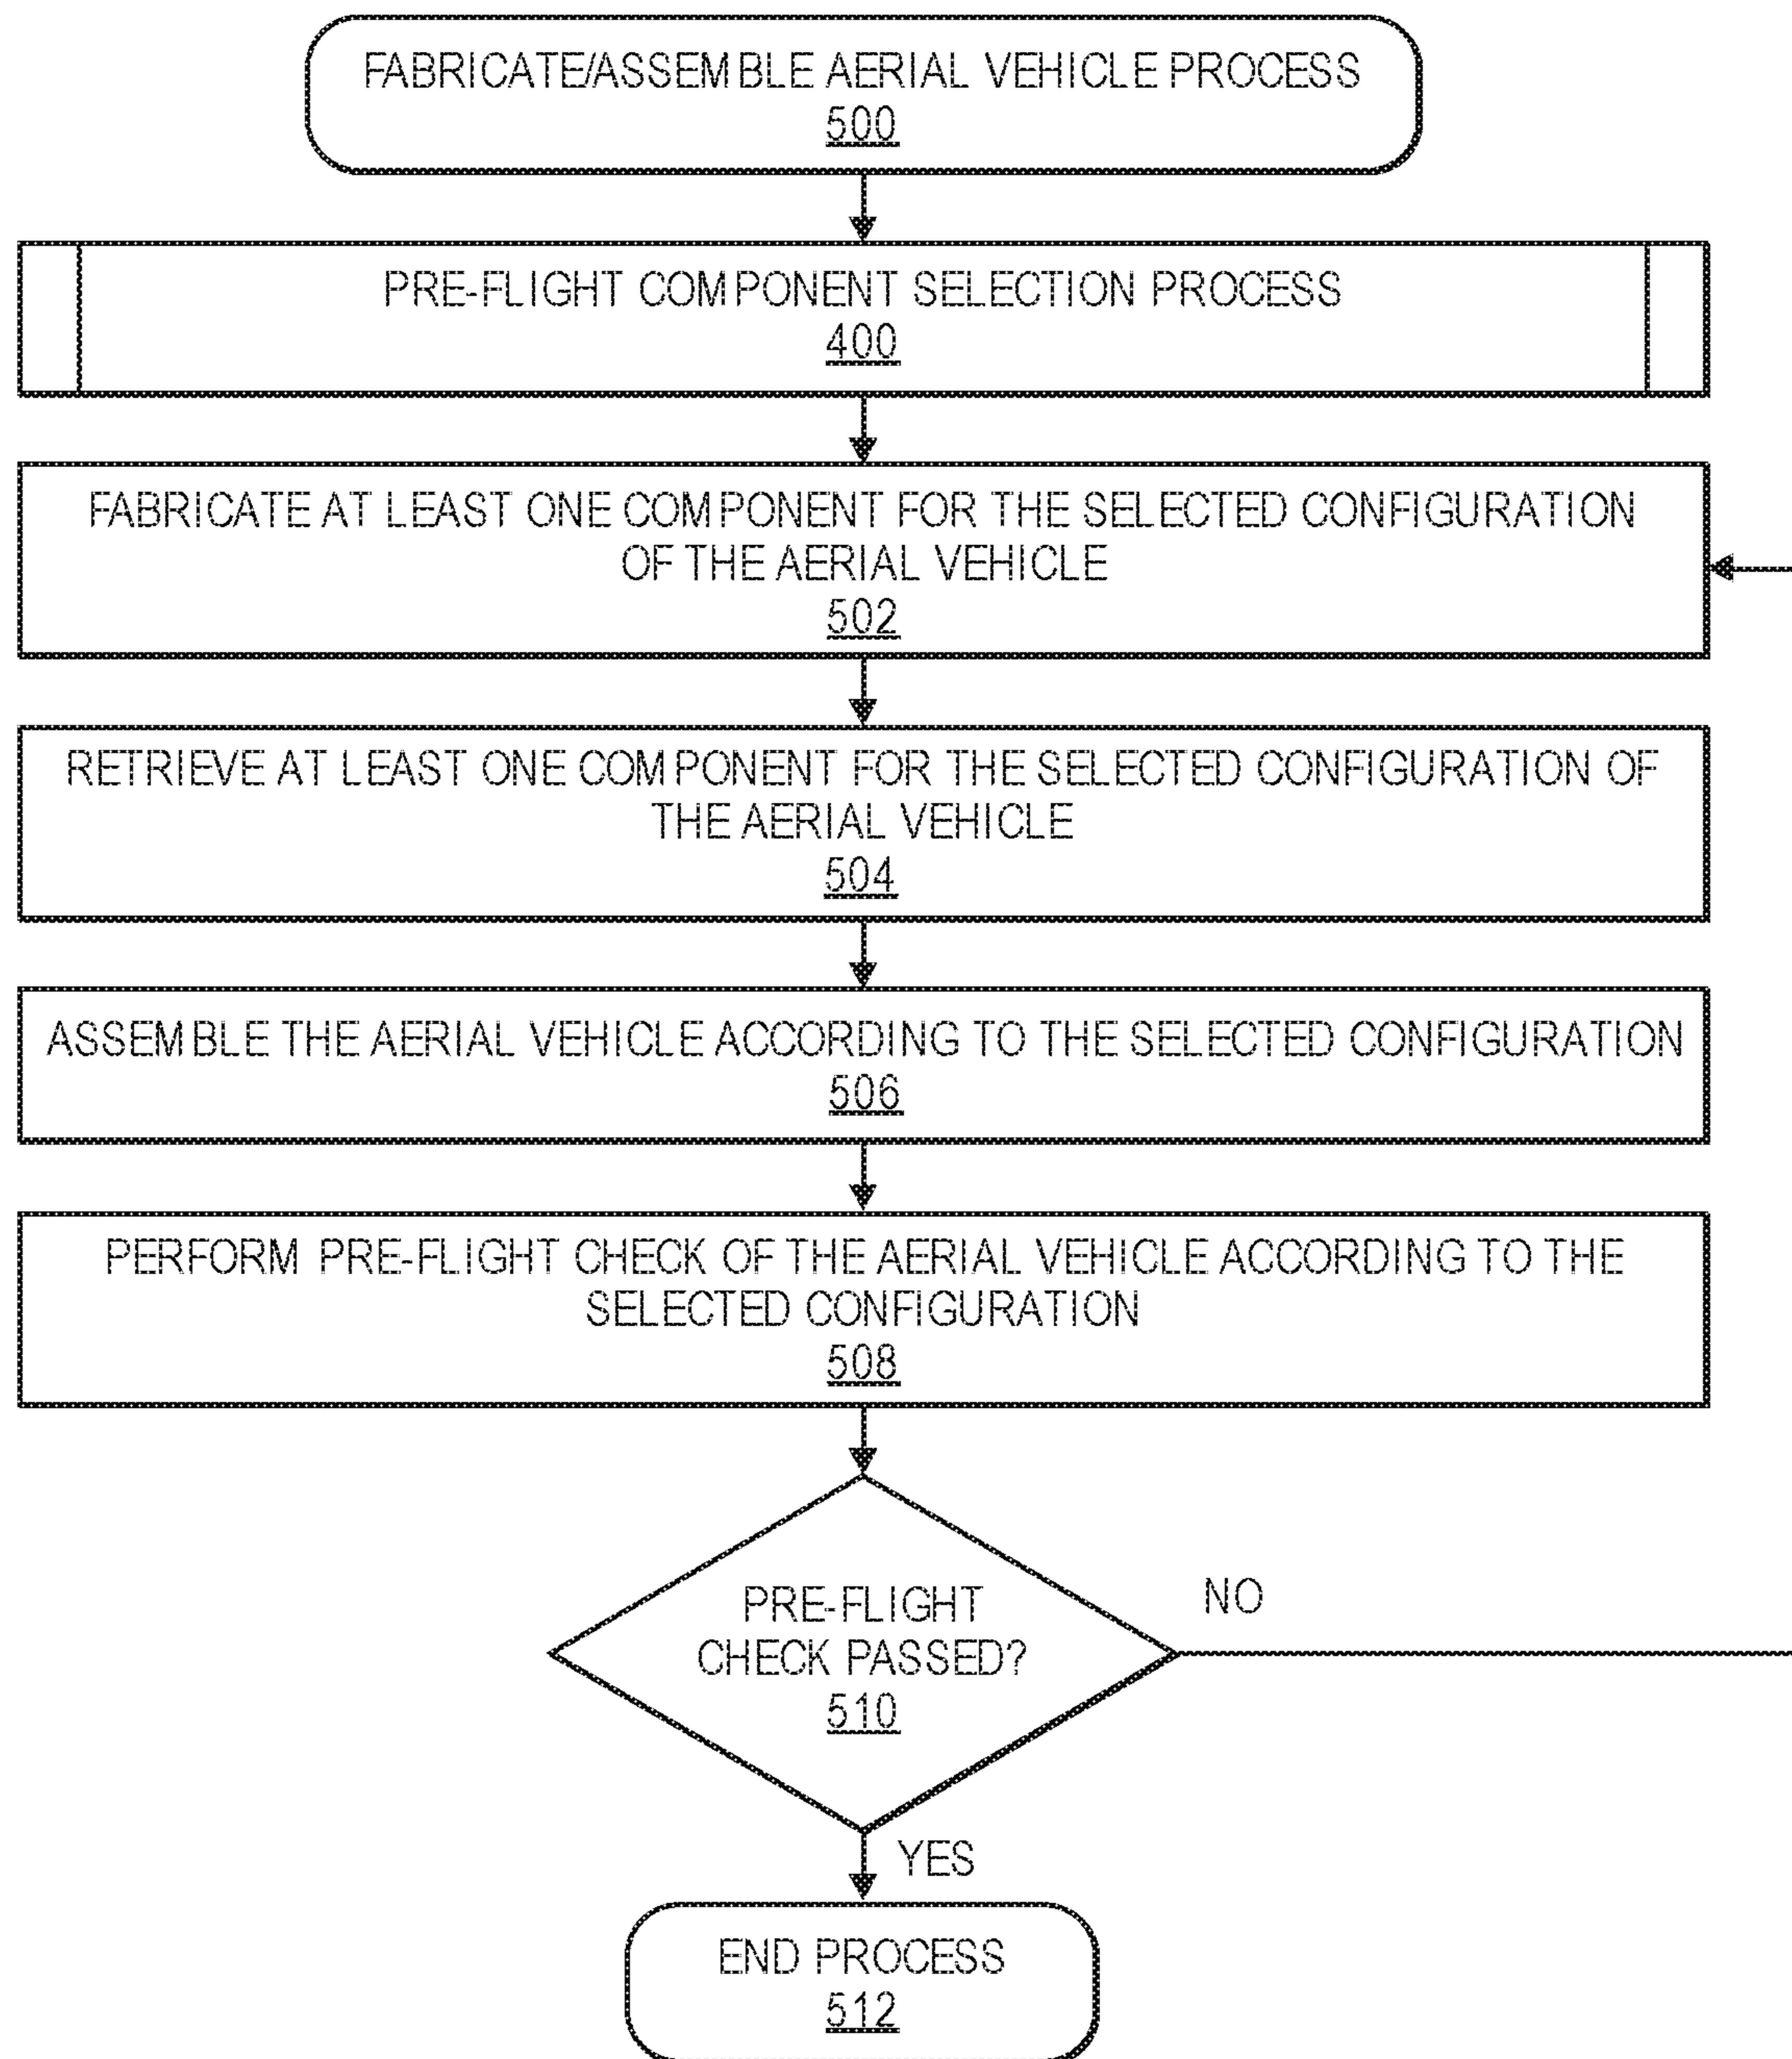 FABRICATE/ASSEMBLE AERIAL VEHICLE PROCESS
500
PRE-FLIGHT COMPONENT SELECTION PROCESS
400
FABRICATE AT LEAST ONE COMPONENT FOR THE SELECTED CONFIGURATION
OF THE AERIAL VEHICLE
502
RETRIEVE AT LEAST ONE COMPONENT FOR THE SELECTED CONFIGURATION OF
THE AERIAL VEHICLE
504
ASSEMBLE THE AERIAL VEHICLE ACCORDING TO THE SELECTED CONFIGURATION
506
PERFORM PRE-FLIGHT CHECK OF THE AERIAL VEHICLE ACCORDING TO THE
SELECTED CONFIGURATION
508
PRE-FLIGHT
CHECK PASSED?
510
NO
YES
END PROCESS
512